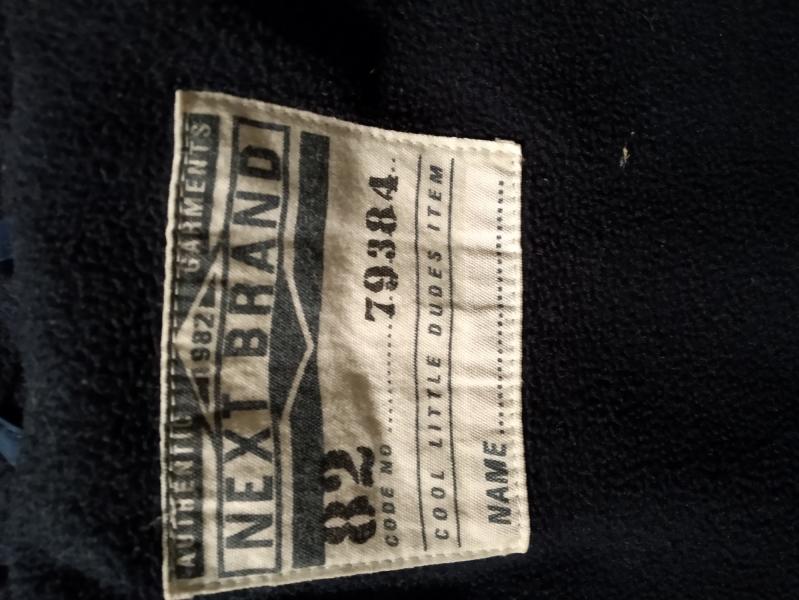 AUTHENTIC 1982 GARMENTS
NEXT BRAND
82
CODE NO ............ 79384..
COOL LITTLE DUDES ITEM
NAME ..............................